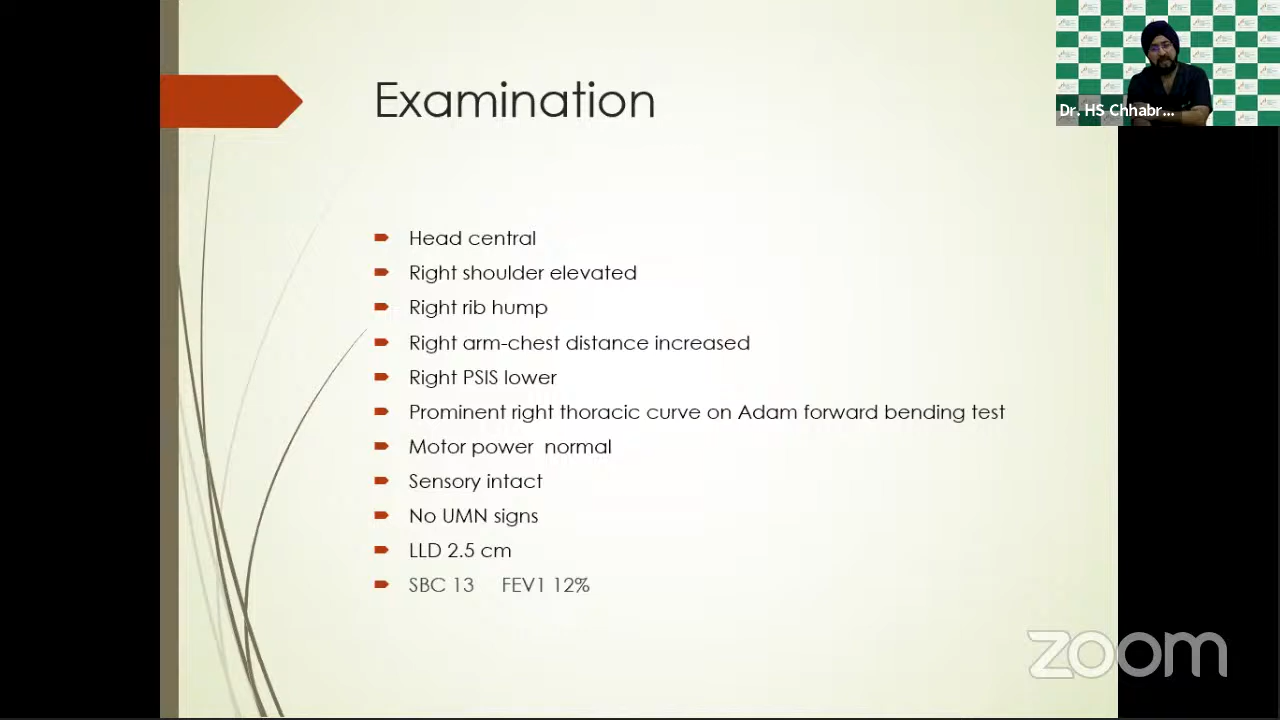 Examination
Dr. HS Chhabr...
Head central
Right shoulder elevated
Right rib hump
Right arm-chest distance increased
Right PSIS lower
Prominent right thoracic curve on Adam forward bending test
Motor power  normal
Sensory intact
No UMN signs
LLD 2.5 cm
SBC 13   FEV1 12%
zoom